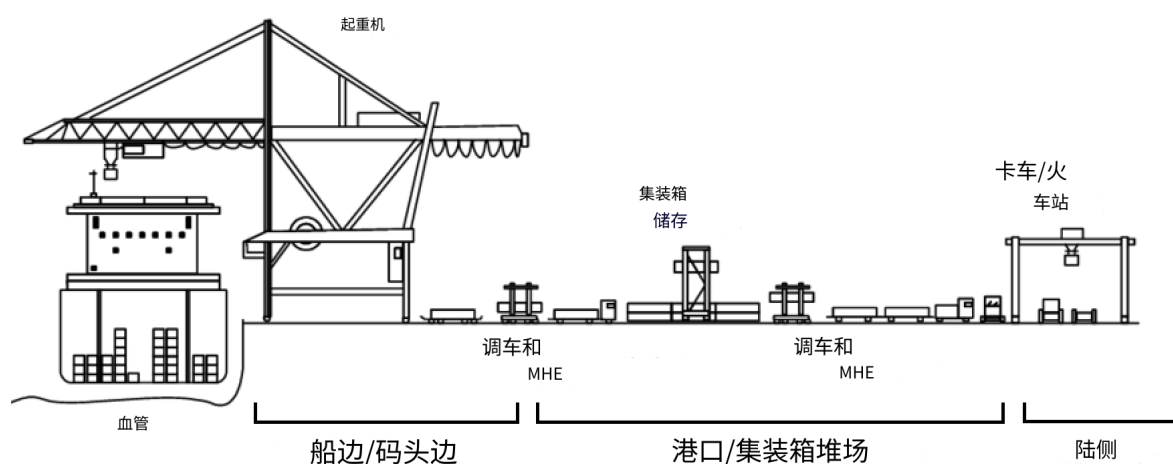 起重机
卡车/火
车站
集装箱
储存
调车和
MHE
调车和
MHE
血管
船边/码头边
港口/集装箱堆场
陆侧